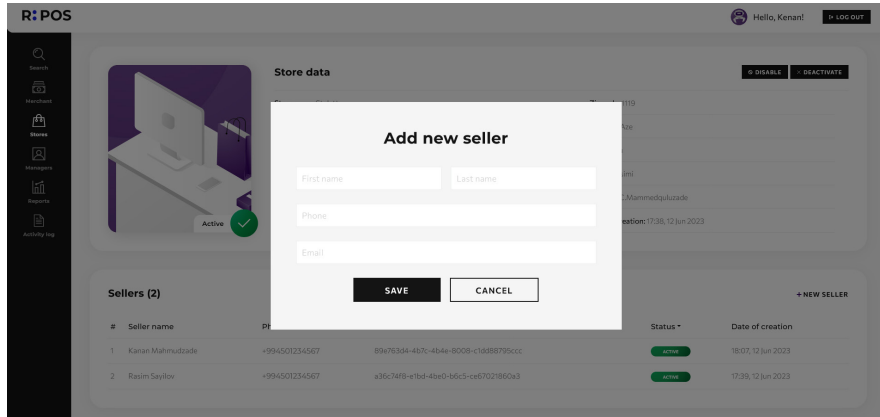 R:POS
Hello, Kenan!
LOG OUT
Search
Merchant
Stores
Managers
Reports
Activity log
Store data
DISABLE
DEACTIVATE
1119
Aze
C.Mammedquluzade
17:38, 12 Jun 2023
Active
Add new seller
First name
Last name
Phone
Email
SAVE
CANCEL
Sellers (2)
+ NEW SELLER
# Seller name Status Date of creation
1 Kanan Mahmudzade +994501234567 89e763d4-4b7c-4b4e-8008-c1dd88795ccc ACTIVE 18:07, 12 Jun 2023
2 Rasim Sayilov +994501234567 a36c74f8-e1bd-4be0-b6c5-ce67021860a3 ACTIVE 17:39, 12 Jun 2023